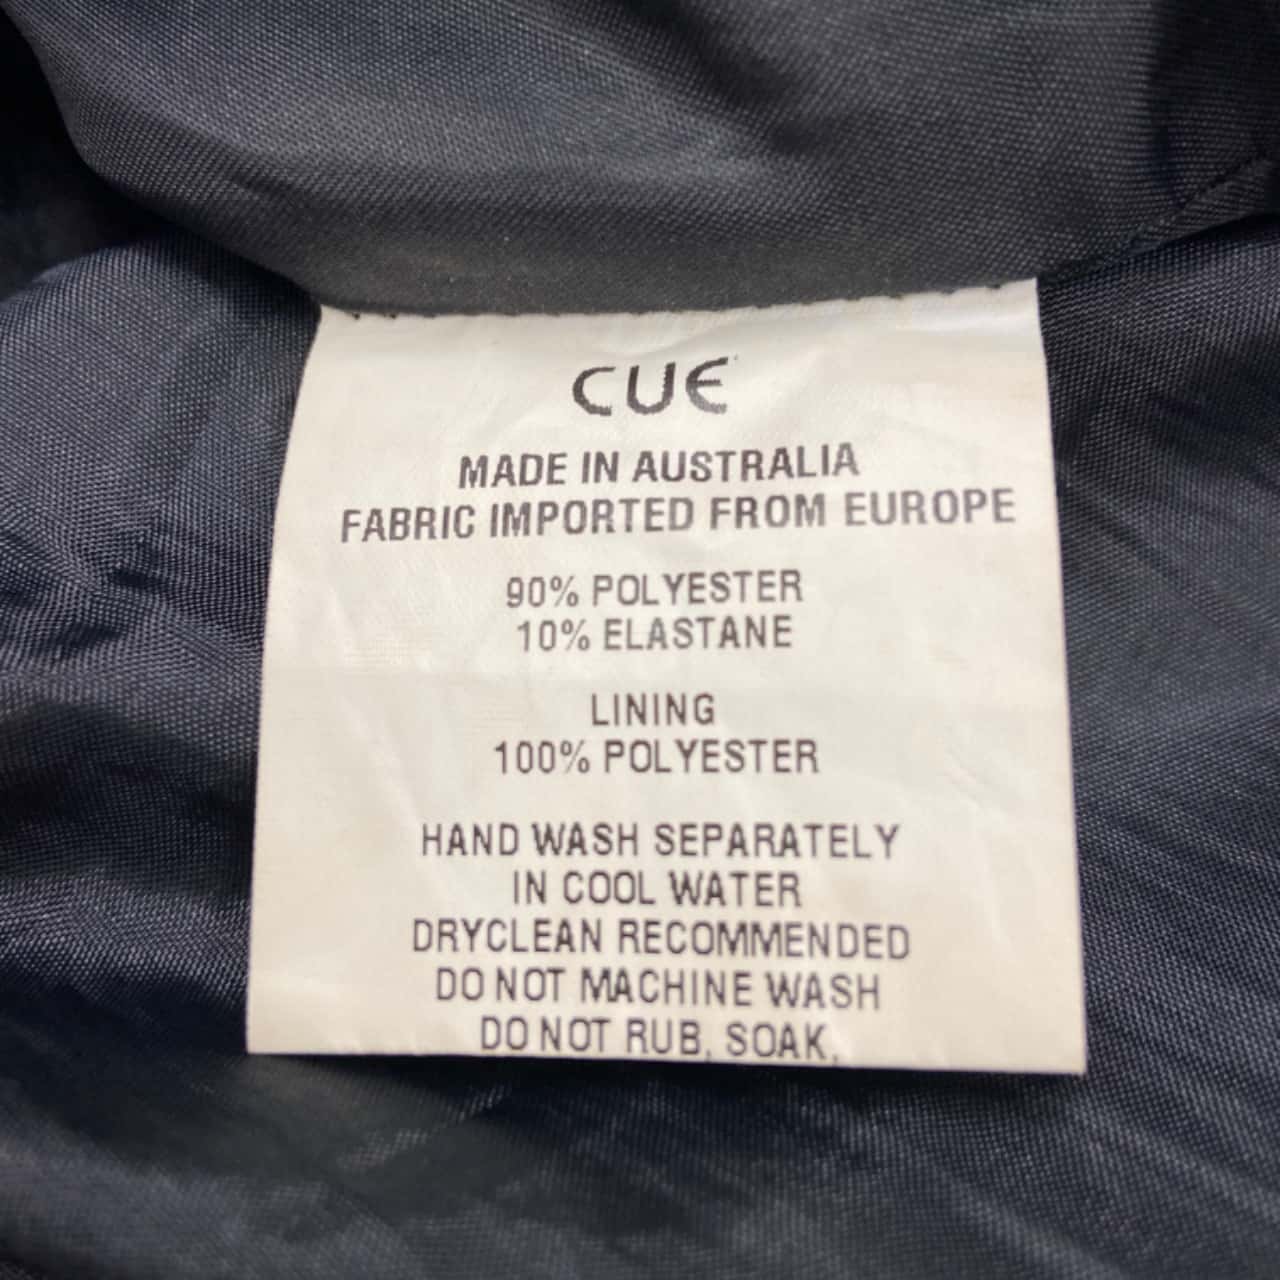 CUE
MADE IN AUSTRALIA
FABRIC IMPORTED FROM EUROPE
90% POLYESTER
10% ELASTANE
LINING
100% POLYESTER
HAND WASH SEPARATELY
IN COOL WATER
DRYCLEAN RECOMMENDED
DO NOT MACHINE WASH
DO NOT RUB, SOAK,